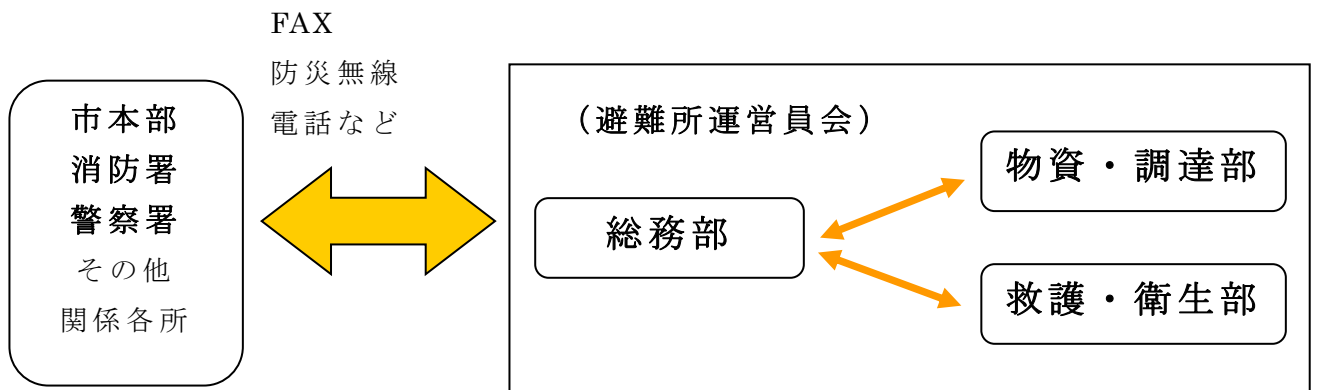 FAX
防災無線
電話など
市本部
消防署
警察署
その他
関係各所
（避難所運営員会）
総務部
物資・調達部
救護・衛生部